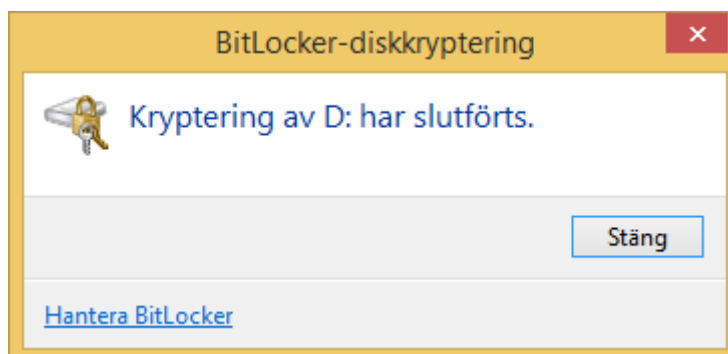 BitLocker-diskkryptering
Kryptering av D: har slutförts.
Stäng
Hantera BitLocker